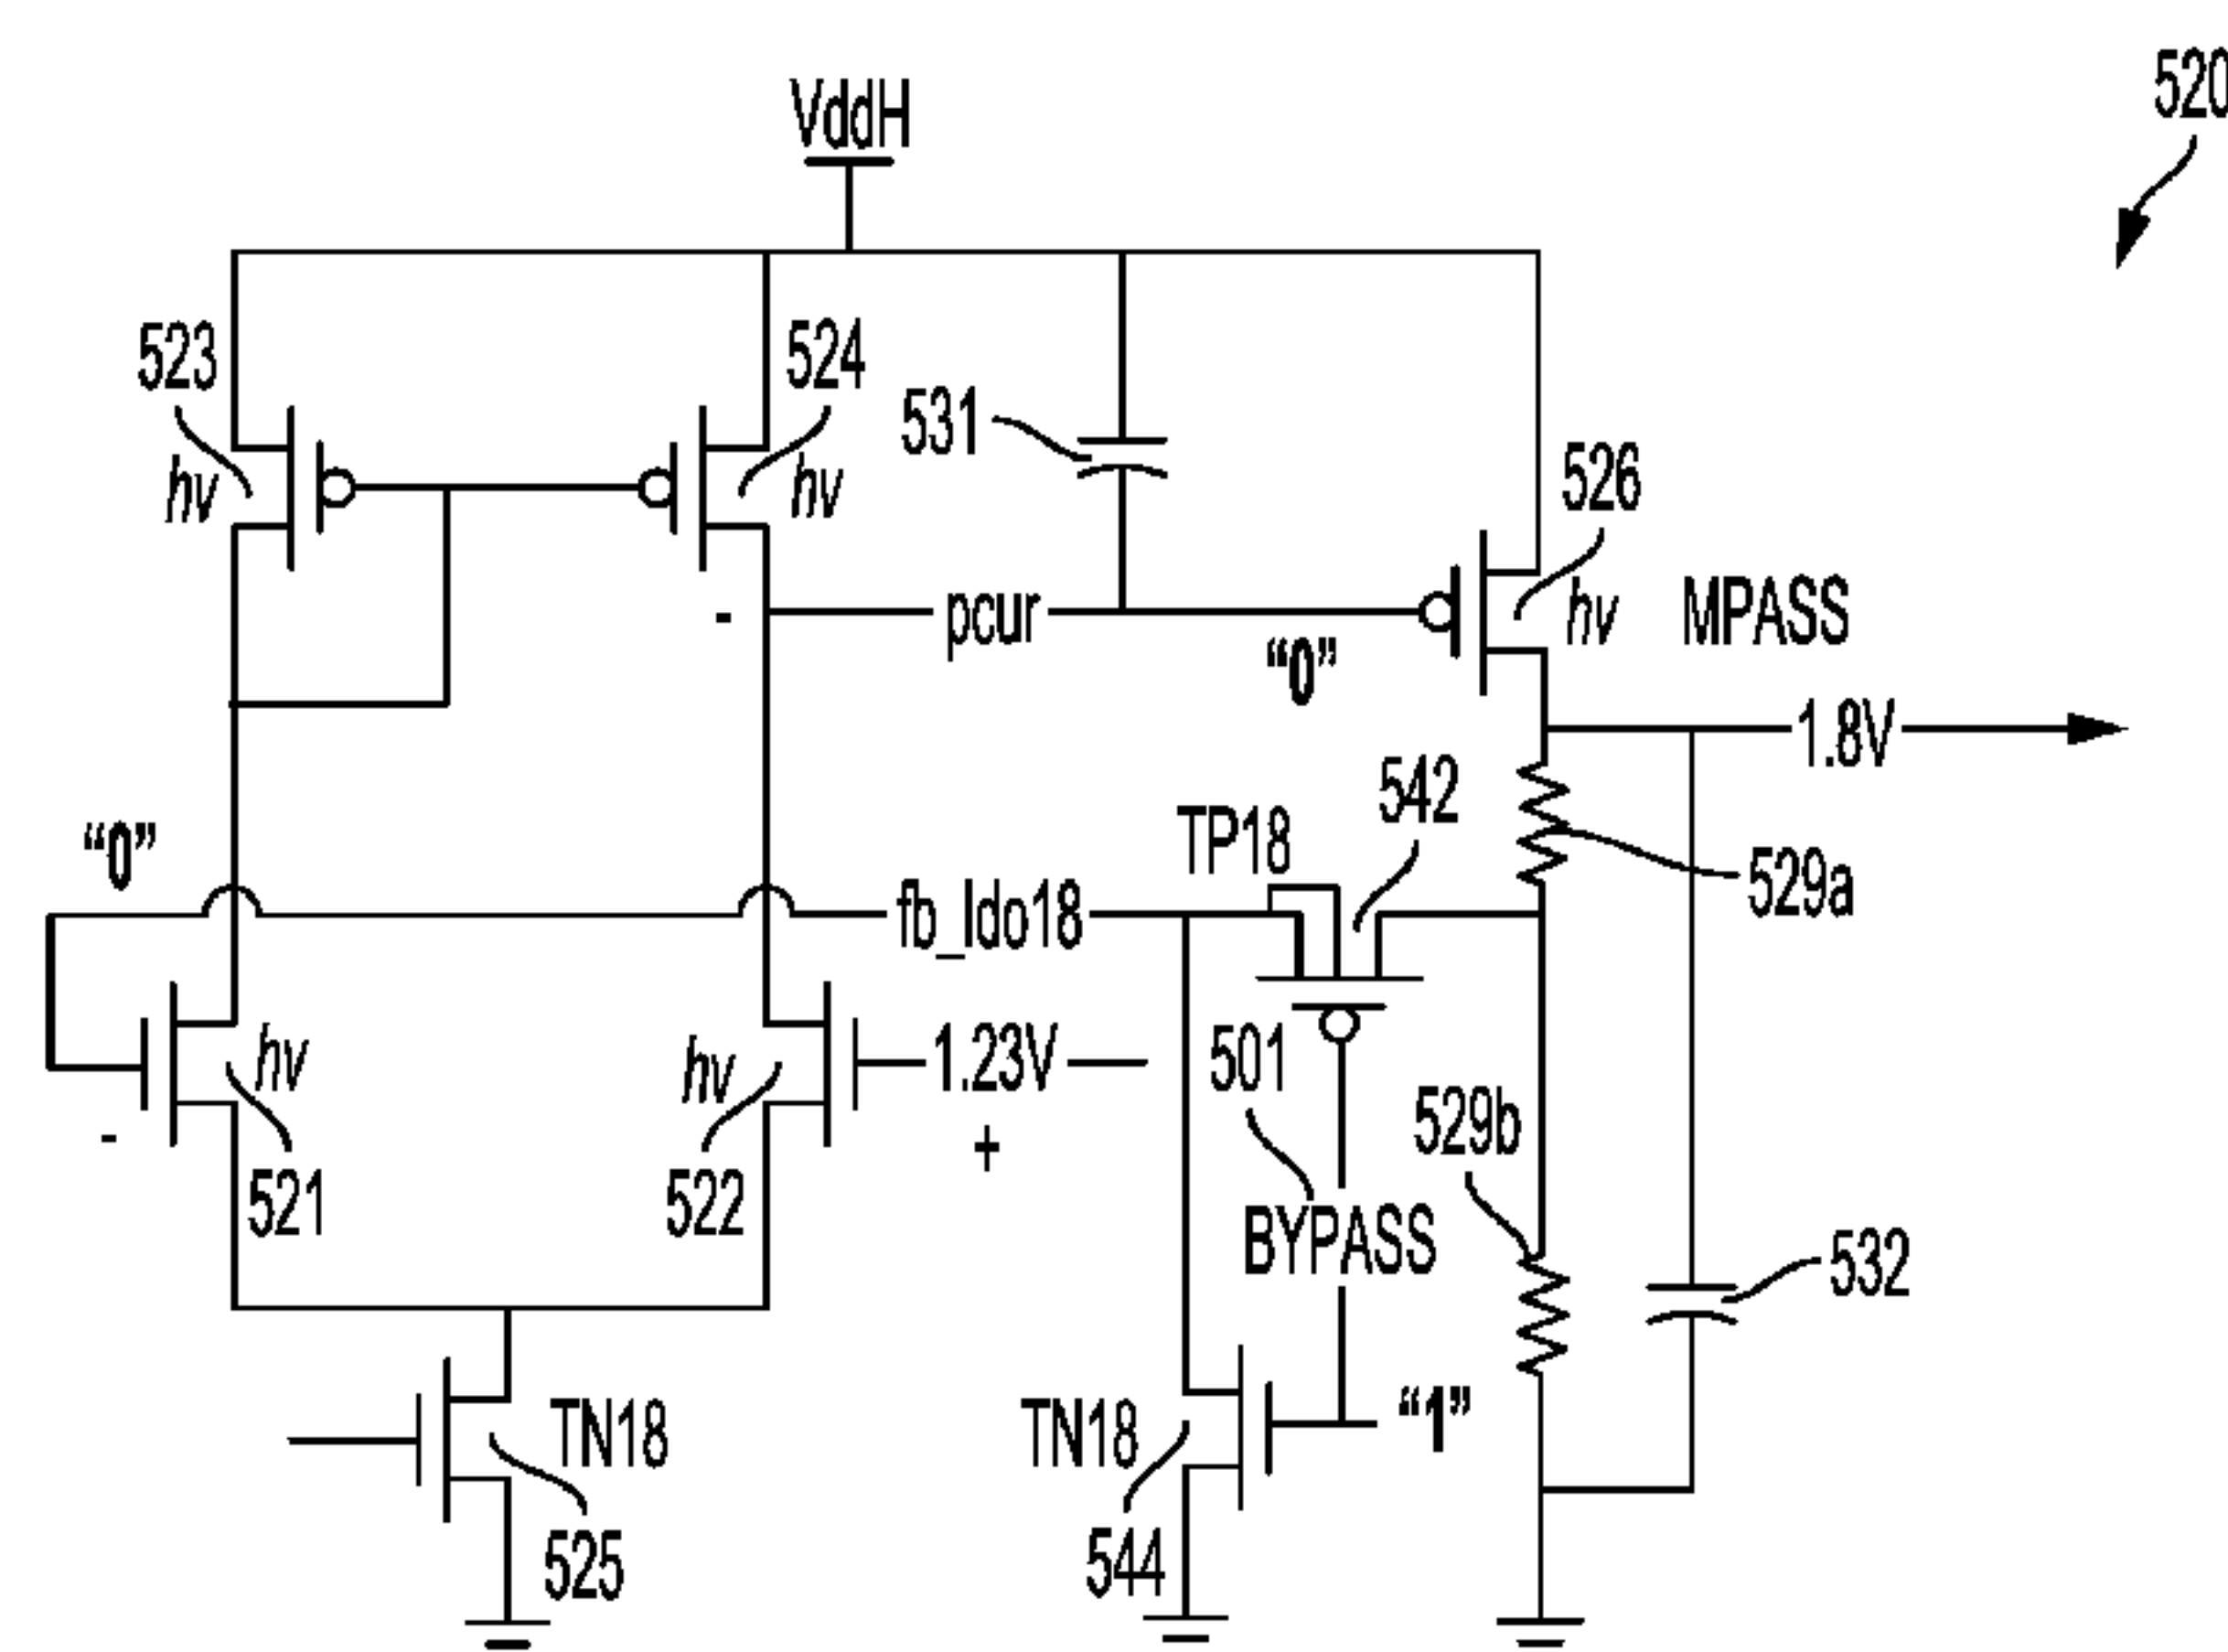 520
VddH
523
524
hv
hv
531
526
hv
MPASS
-
pcur
“0”
1.8V
“0”
TP18
542
529a
fb_ldo18
hv
hv
1.23V
501
529b
-
+
521
522
BYPASS
532
TN18
TN18
“1”
525
544